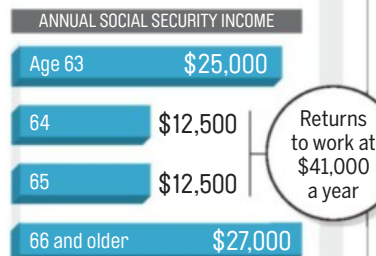 ANNUAL SOCIAL SECURITY INCOME
Age 63 $25,000
64 $12,500
65 $12,500
66 and older $27,000
Returns
to work at
$41,000
a year